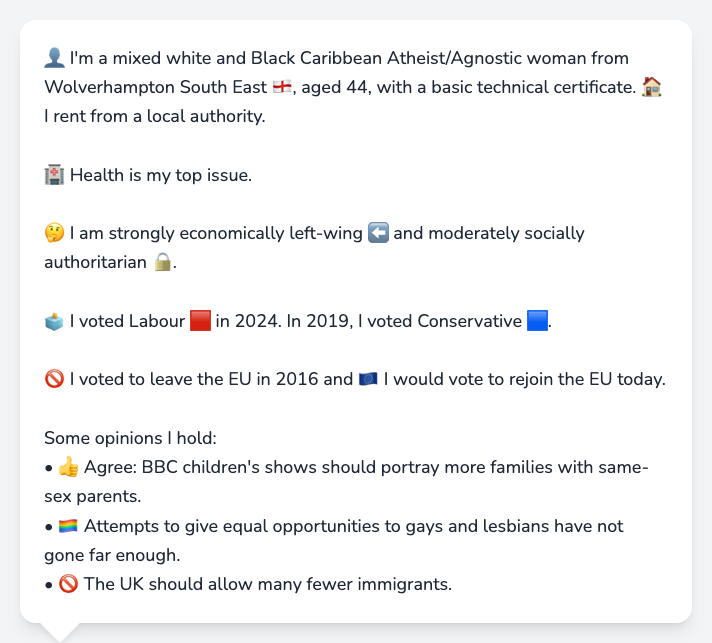 👤 I'm a mixed white and Black Caribbean Atheist/Agnostic woman from
Wolverhampton South East 🏴󠁧󠁢󠁥󠁮󠁧󠁿, aged 44, with a basic technical certificate. 🏠
I rent from a local authority.
🏥 Health is my top issue.
🤔 I am strongly economically left-wing ⬅️ and moderately socially
authoritarian 🔒.
🗳️ I voted Labour 🟥 in 2024. In 2019, I voted Conservative 🟦.
🚫 I voted to leave the EU in 2016 and 🇪🇺 I would vote to rejoin the EU today.
Some opinions I hold:
• 👍 Agree: BBC children's shows should portray more families with same-
sex parents.
• 🏳️‍🌈 Attempts to give equal opportunities to gays and lesbians have not
gone far enough.
• 🚫 The UK should allow many fewer immigrants.